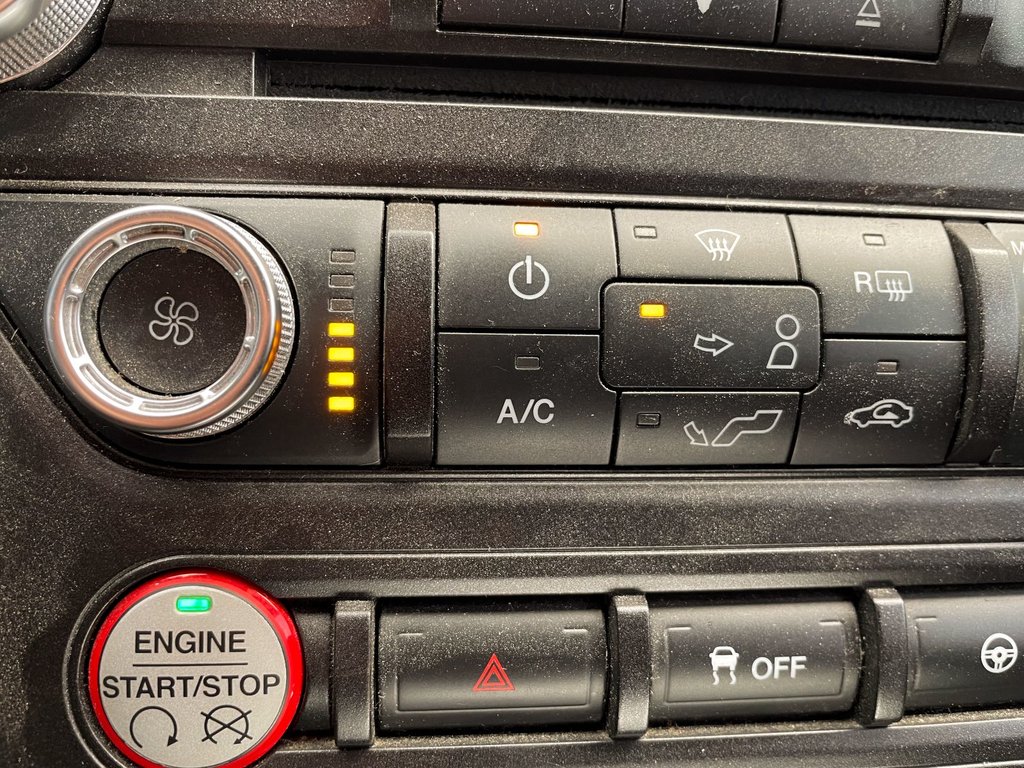 R
M
A/C
ENGINE
START/STOP
OFF